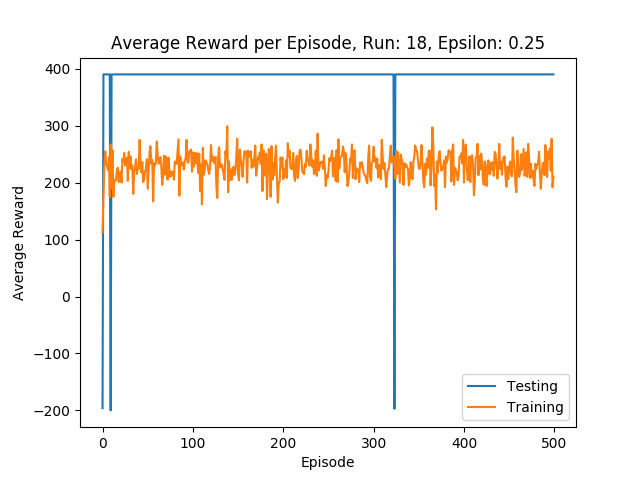 Average Reward per Episode, Run: 18, Epsilon: 0.25
400
300
200
100
0
−100
−200
Average Reward
0
100
200
300
400
500
Episode
Testing
Training